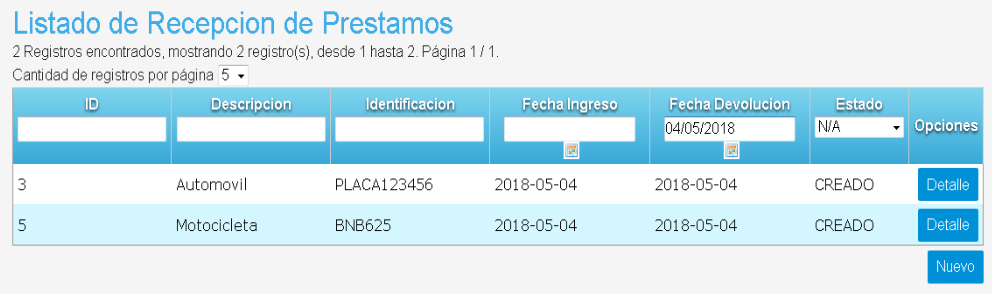 Listado de Recepcion de Prestamos
2 Registros encontrados, mostrando 2 registro(s), desde 1 hasta 2. Página 1 / 1.
Cantidad de registros por página 5
ID Descripcion Identificacion Fecha Ingreso Fecha Devolucion Estado Opciones
04/05/2018 N/A
3 Automovil PLACA123456 2018-05-04 2018-05-04 CREADO Detalle
5 Motocicleta BNB625 2018-05-04 2018-05-04 CREADO Detalle
Nuevo